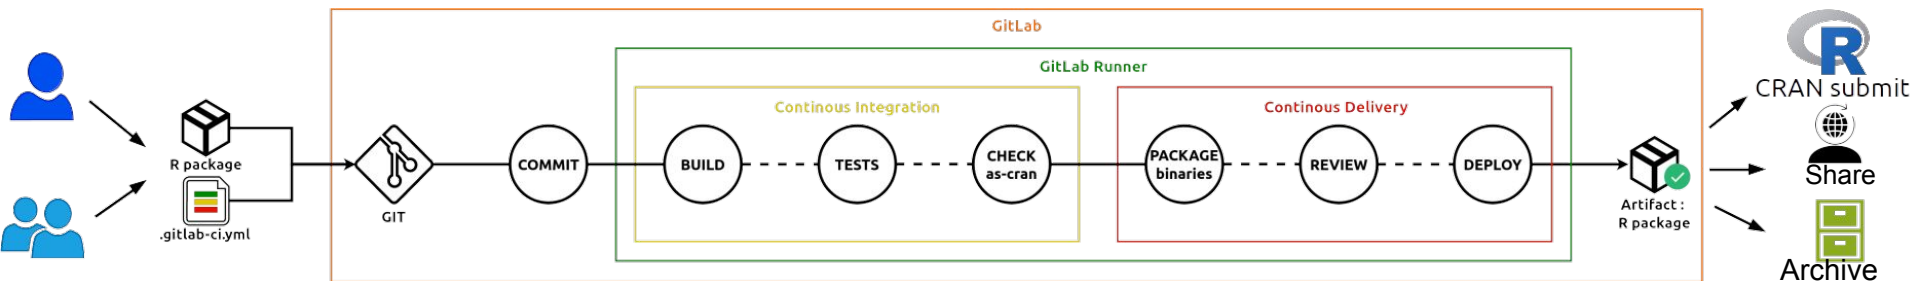 GitLab
GitLab Runner
Continous Integration
Continous Delivery
R package
.gitlab-ci.yml
GIT
COMMIT
BUILD
TESTS
CHECK
as-cran
PACKAGE
binaries
REVIEW
DEPLOY
Artifact :
R package
R
CRAN submit
Share
Archive